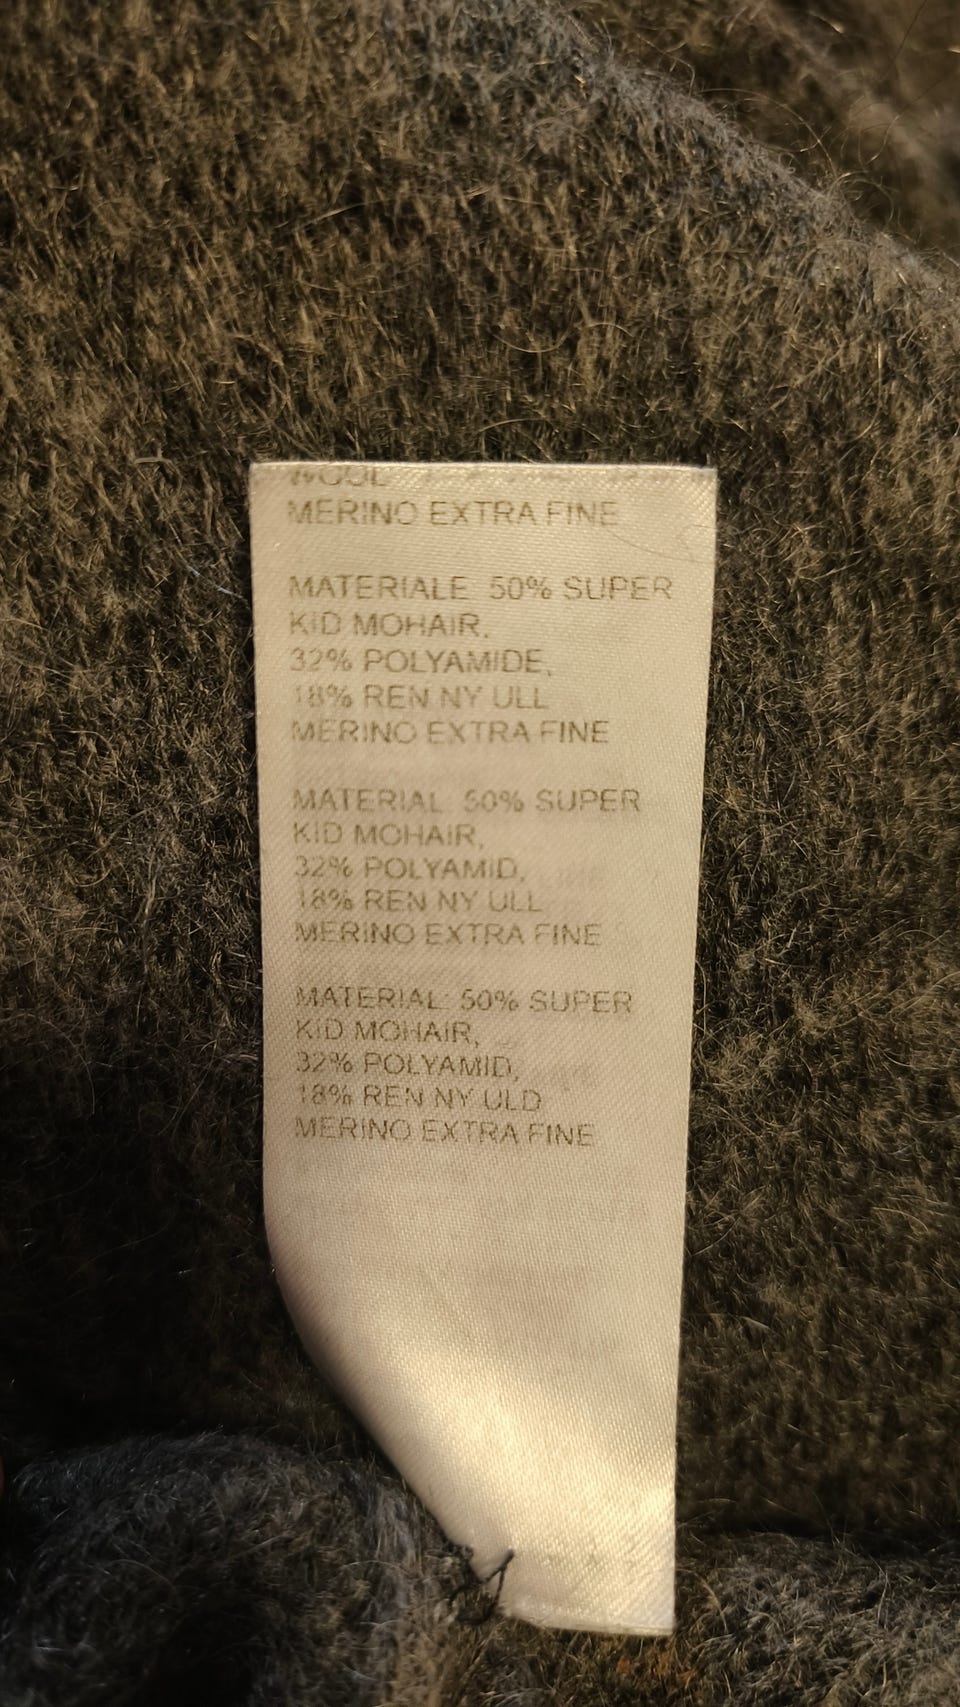 WOOL
MERINO EXTRA FINE
MATERIALE 50% SUPER
KID MOHAIR,
32% POLYAMIDE,
18% REN NY ULL
MERINO EXTRA FINE
MATERIAL: 50% SUPER
KID MOHAIR,
32% POLYAMID,
18% REN NY ULL
MERINO EXTRA FINE
MATERIAL: 50% SUPER
KID MOHAIR,
32% POLYAMID,
18% REN NY ULD
MERINO EXTRA FINE